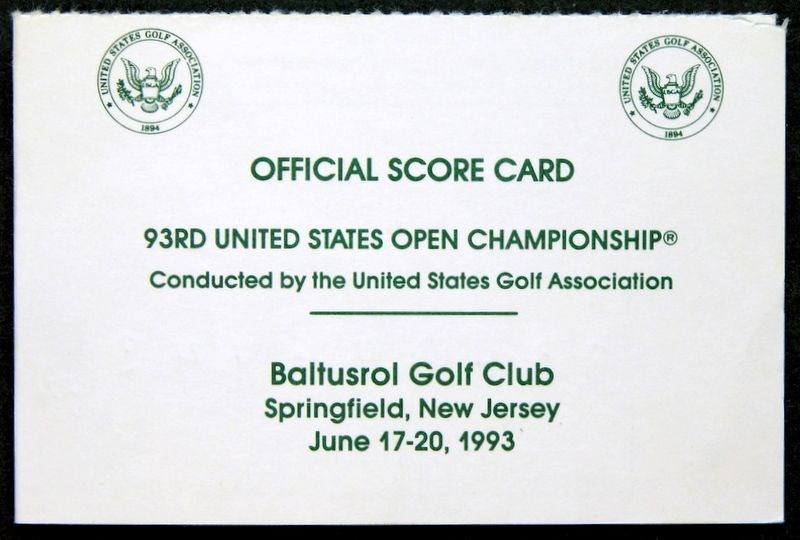 UNITED STATES GOLF ASSOCIATION
1894
UNITED STATES GOLF ASSOCIATION
1894
OFFICIAL SCORE CARD
93RD UNITED STATES OPEN CHAMPIONSHIP®
Conducted by the United States Golf Association
Baltusrol Golf Club
Springfield, New Jersey
June 17-20, 1993